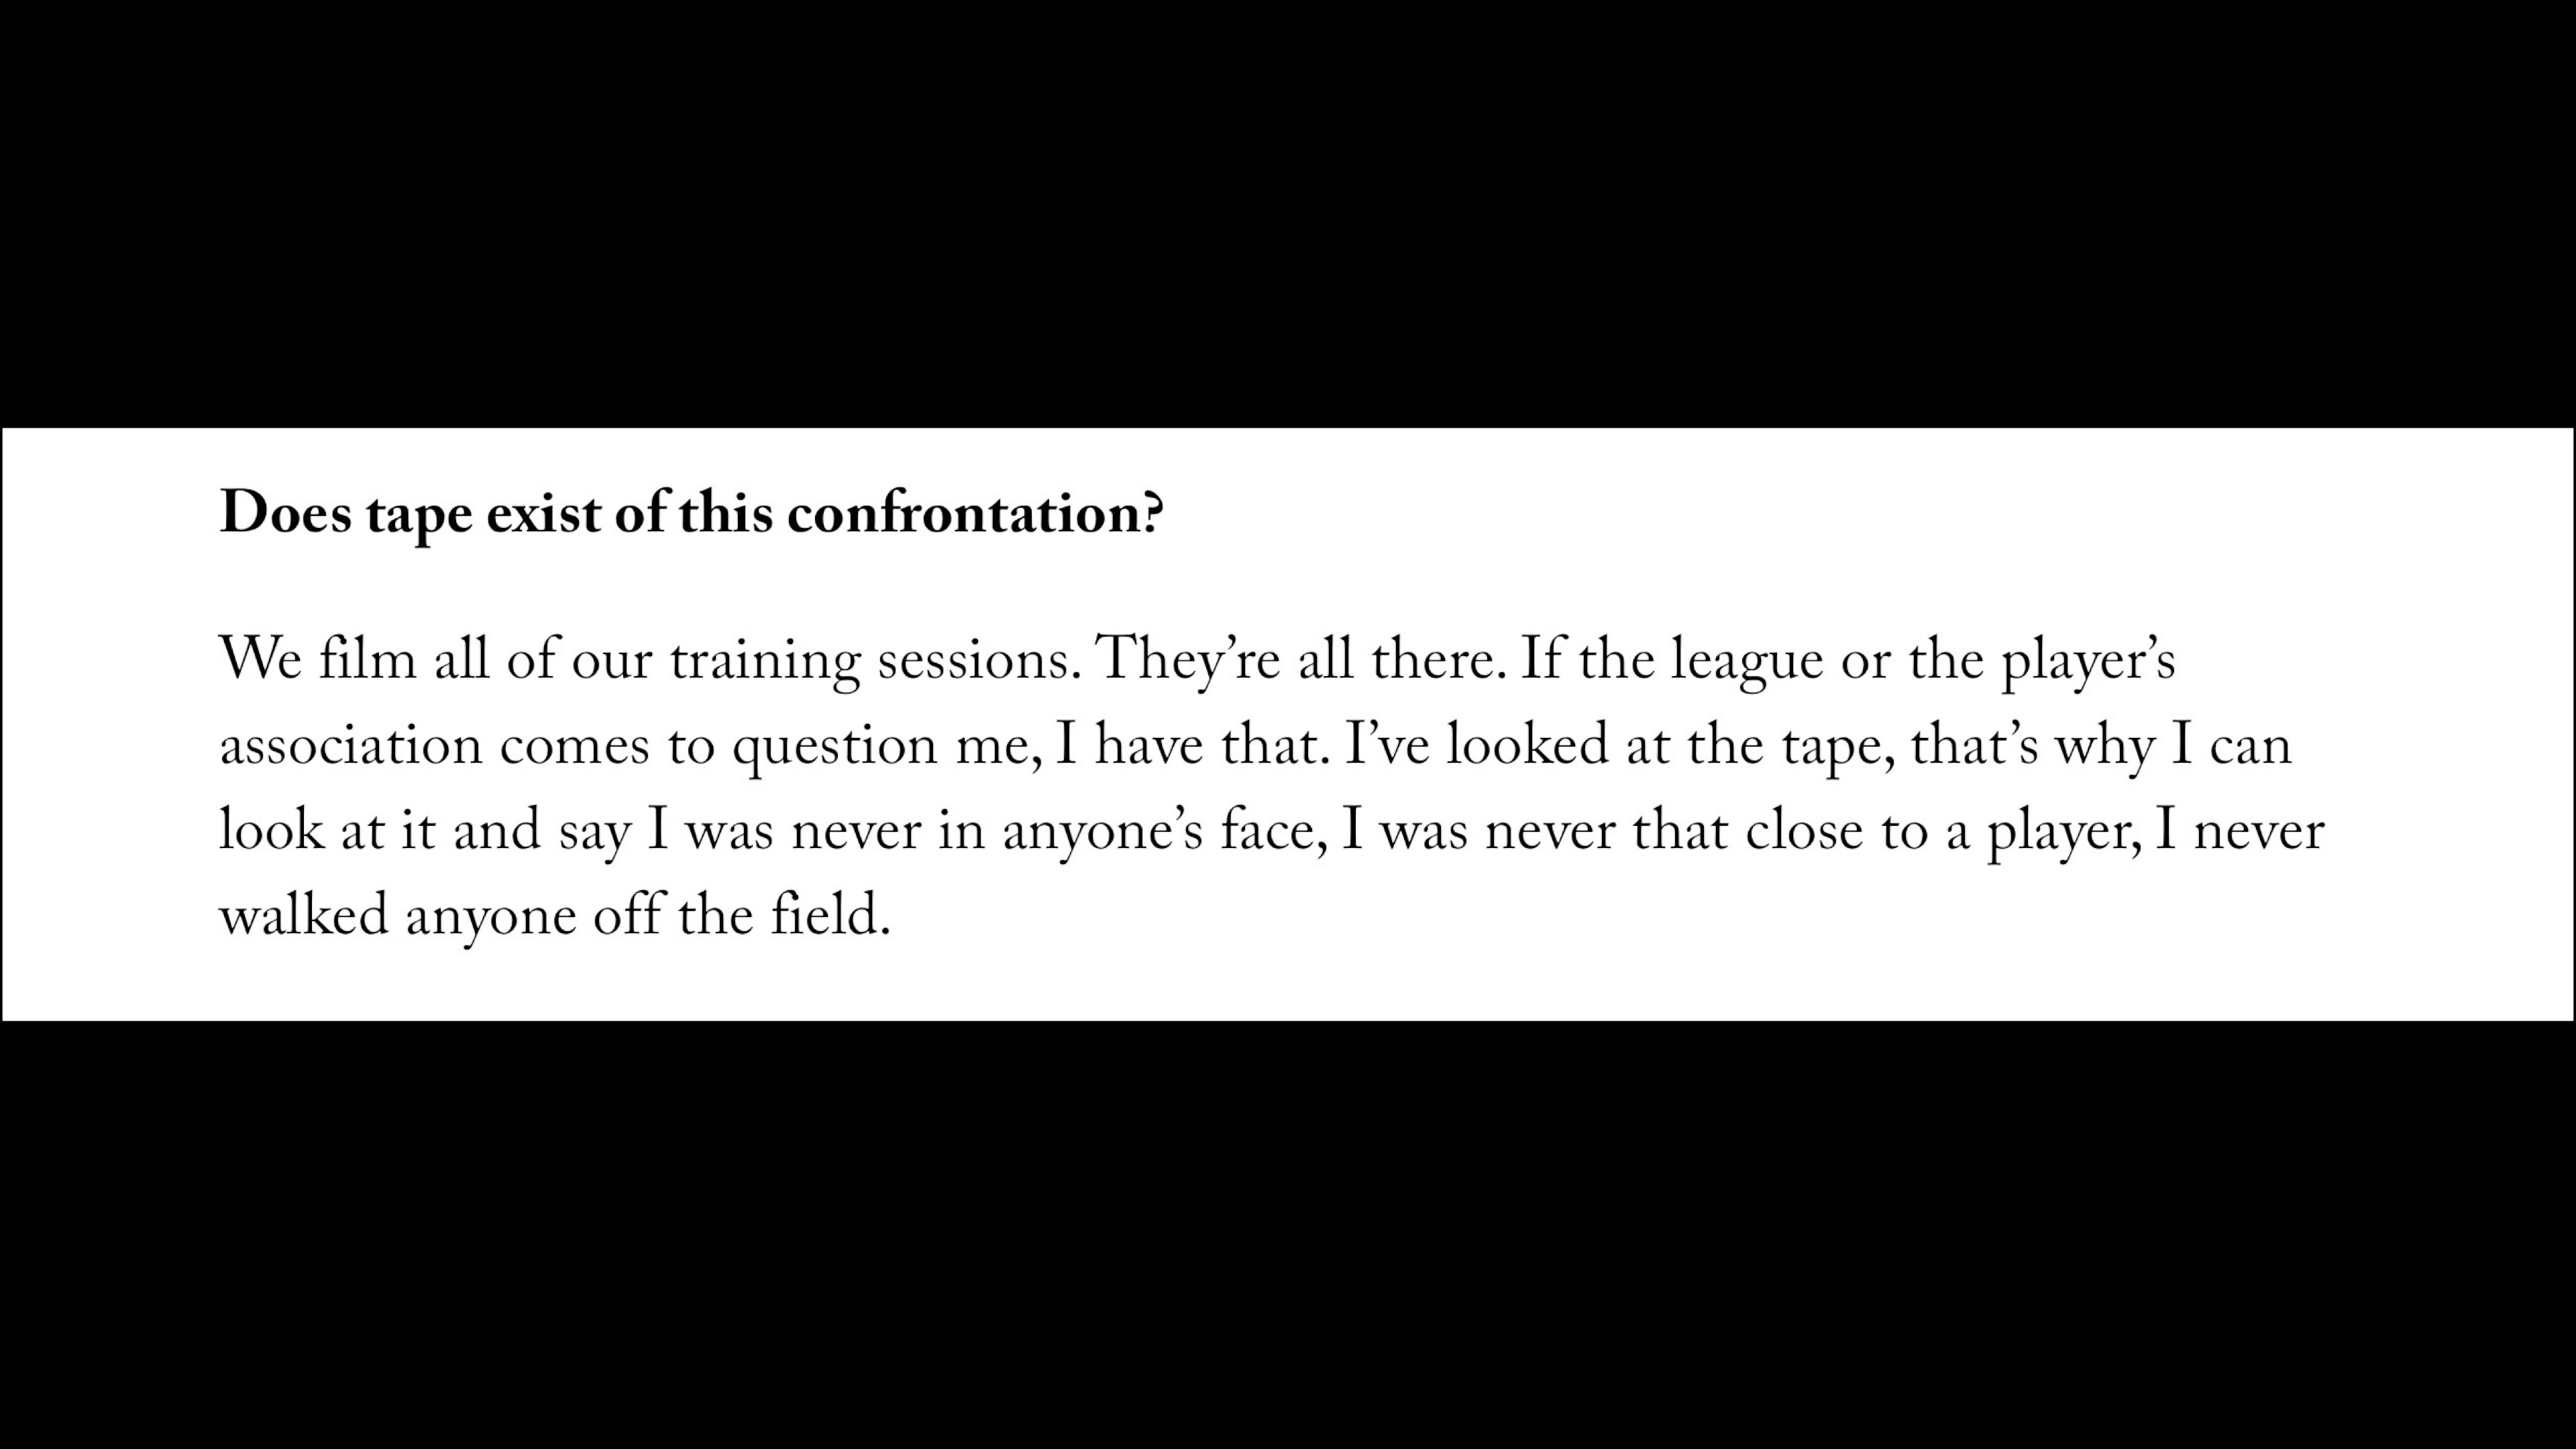 Does tape exist of this confrontation?
We film all of our training sessions. They’re all there. If the league or the player’s
association comes to question me, I have that. I’ve looked at the tape, that’s why I can
look at it and say I was never in anyone’s face, I was never that close to a player, I never
walked anyone off the field.